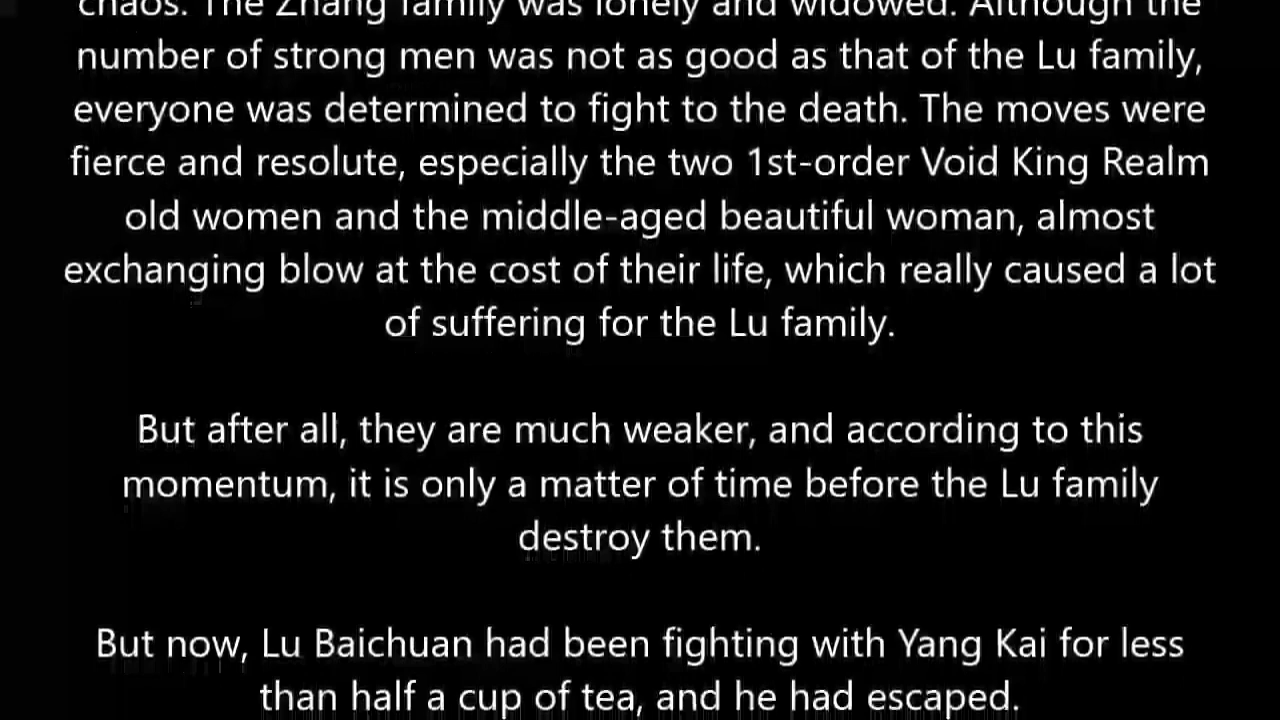 chaos. The Zhang family was lonely and widowed. Although the
number of strong men was not as good as that of the Lu family,
everyone was determined to fight to the death. The moves were
fierce and resolute, especially the two 1st-order Void King Realm
old women and the middle-aged beautiful woman, almost
exchanging blow at the cost of their life, which really caused a lot
of suffering for the Lu family.
But after all, they are much weaker, and according to this
momentum, it is only a matter of time before the Lu family
destroy them.
But now, Lu Baichuan had been fighting with Yang Kai for less
than half a cup of tea, and he had escaped.